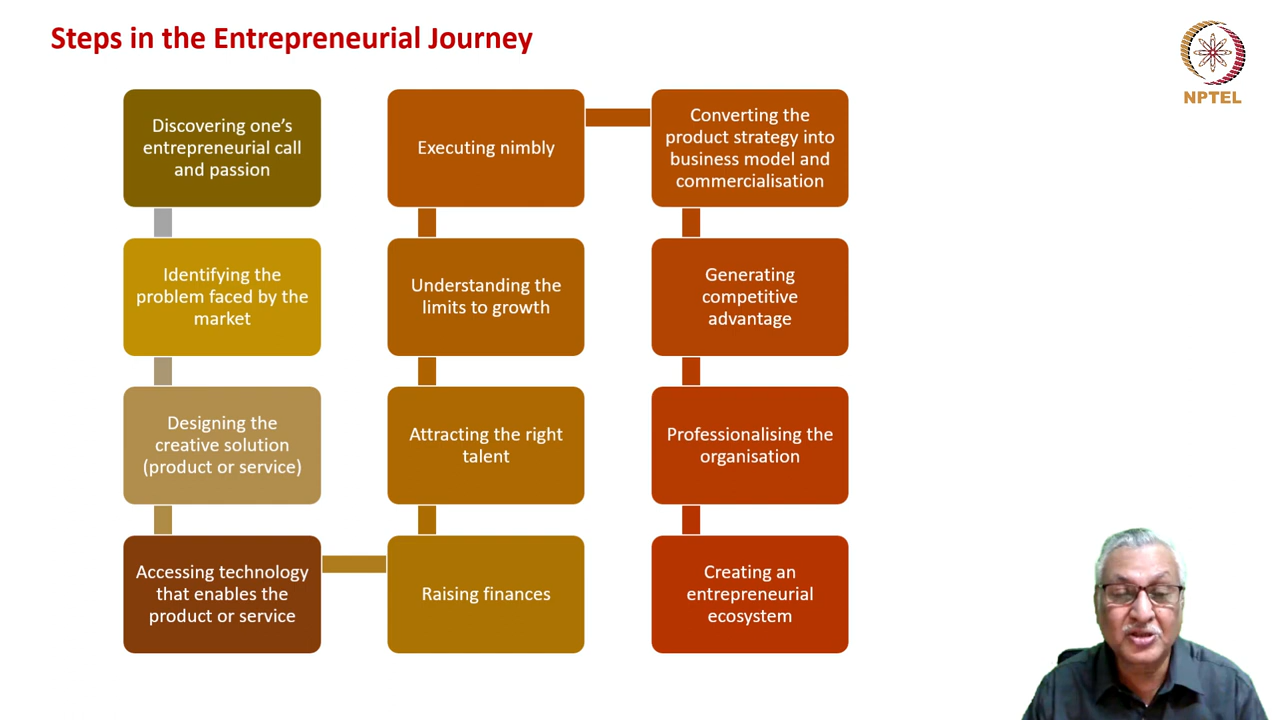 Steps in the Entrepreneurial Journey
NPTEL
Discovering one's
entrepreneurial call
and passion
Identifying the
problem faced by the
market
Designing the
creative solution
(product or service)
Accessing technology
that enables the
product or service
Raising finances
Attracting the right
talent
Understanding the
limits to growth
Executing nimbly
Converting the
product strategy into
business model and
commercialisation
Generating
competitive
advantage
Professionalising the
organisation
Creating an
entrepreneurial
ecosystem